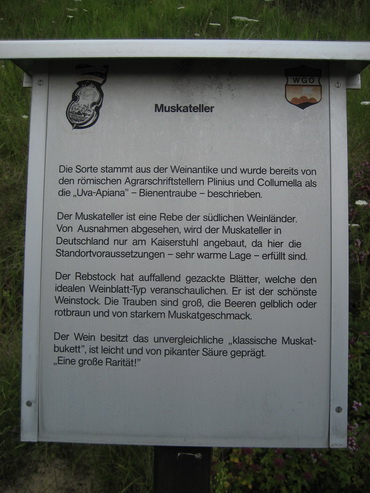 WGO
Muskateller
Die Sorte stammt aus der Weinantike und wurde bereits von
den römischen Agrarschriftstellern Plinius und Collumella als
die „Uva-Apiana" – Bienentraube – beschrieben.
Der Muskateller ist eine Rebe der südlichen Weinländer.
Von Ausnahmen abgesehen, wird der Muskateller in
Deutschland nur am Kaiserstuhl angebaut, da hier die
Standortvoraussetzungen – sehr warme Lage – erfüllt sind.
Der Rebstock hat auffallend gezackte Blätter, welche den
idealen Weinblatt-Typ veranschaulichen. Er ist der schönste
Weinstock. Die Trauben sind groß, die Beeren gelblich oder
rotbraun und von starkem Muskatgeschmack.
Der Wein besitzt das unvergleichliche „klassische Muskat-
bukett", ist leicht und von pikanter Säure geprägt.
„Eine große Rarität!"